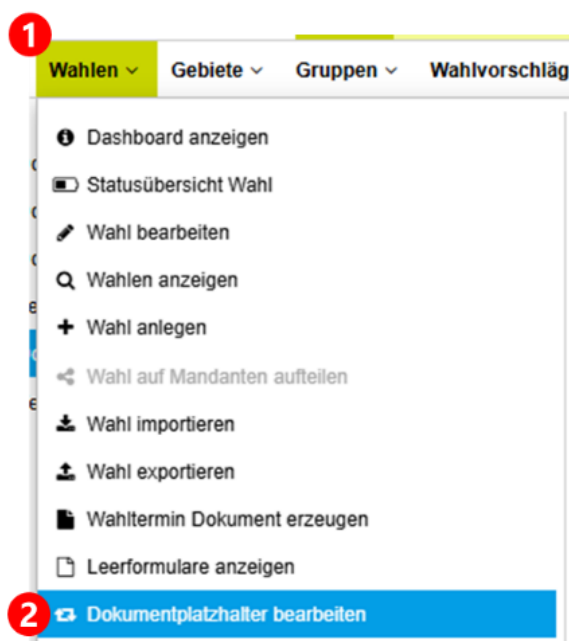 1
Wahlen Gebiete Gruppen Wahlvorschläg
Dashboard anzeigen
Statusübersicht Wahl
Wahl bearbeiten
Wahlen anzeigen
Wahl anlegen
Wahl auf Mandanten aufteilen
Wahl importieren
Wahl exportieren
Wahltermin Dokument erzeugen
Leerformulare anzeigen
2 Dokumentplatzhalter bearbeiten